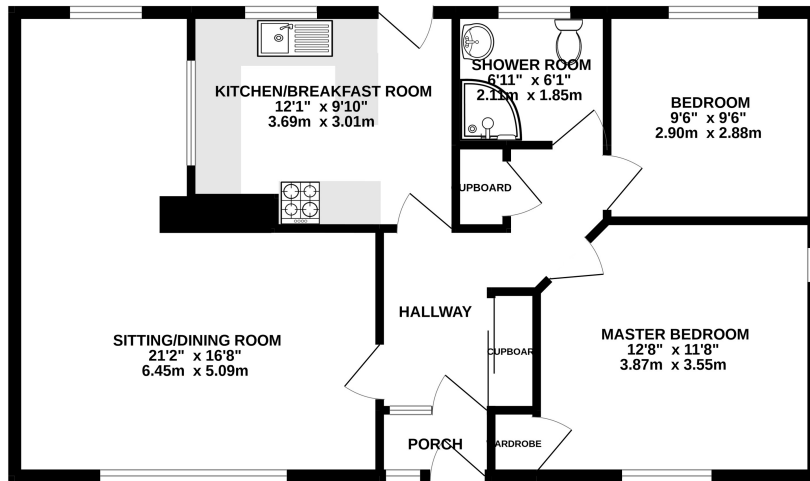 KITCHEN/BREAKFAST ROOM
12'1" x 9'10"
3.69m x 3.01m
SHOWER ROOM
6'11" x 6'1"
2.11m x 1.85m
BEDROOM
9'6" x 9'6"
2.90m x 2.88m
CUPBOARD
HALLWAY
SITTING/DINING ROOM
21'2" x 16'8"
6.45m x 5.09m
CUPBOARD
MASTER BEDROOM
12'8" x 11'8"
3.87m x 3.55m
PORCH
WARDROBE